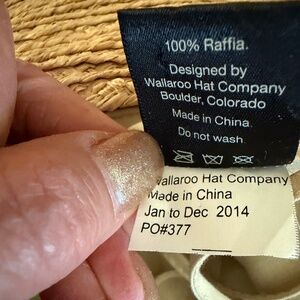 100% Raffia.
Designed by
Wallaroo Hat Company
Boulder, Colorado
Made in China
Do not wash
Wallaroo Hat Company
Made in China
Jan to Dec 2014
PO#377